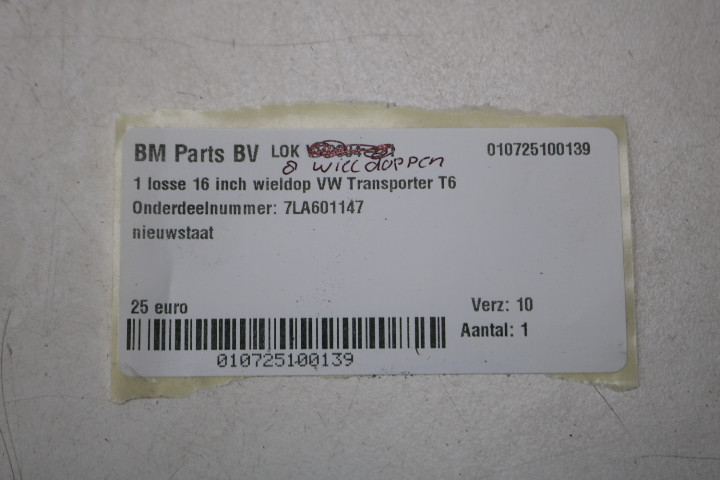 BM Parts BV LOK 010725100139
8 wieldoppen
1 losse 16 inch wieldop VW Transporter T6
Onderdeelnummer: 7LA601147
nieuwstaat
25 euro Verz: 10
Aantal: 1
010725100139